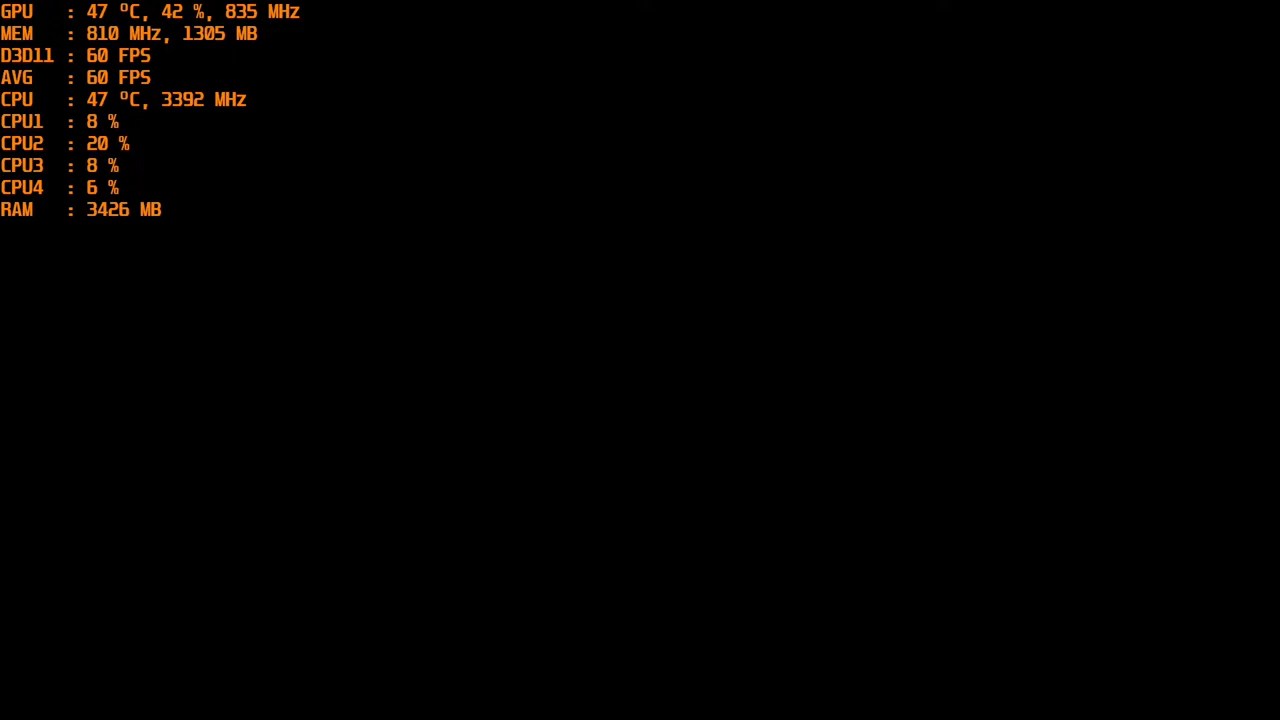 GPU : 47 °C, 42 %, 835 MHz
MEM : 810 MHz, 1305 MB
D3D11 : 60 FPS
AVG : 60 FPS
CPU : 47 °C, 3392 MHz
CPU1 : 8 %
CPU2 : 20 %
CPU3 : 8 %
CPU4 : 6 %
RAM : 3426 MB